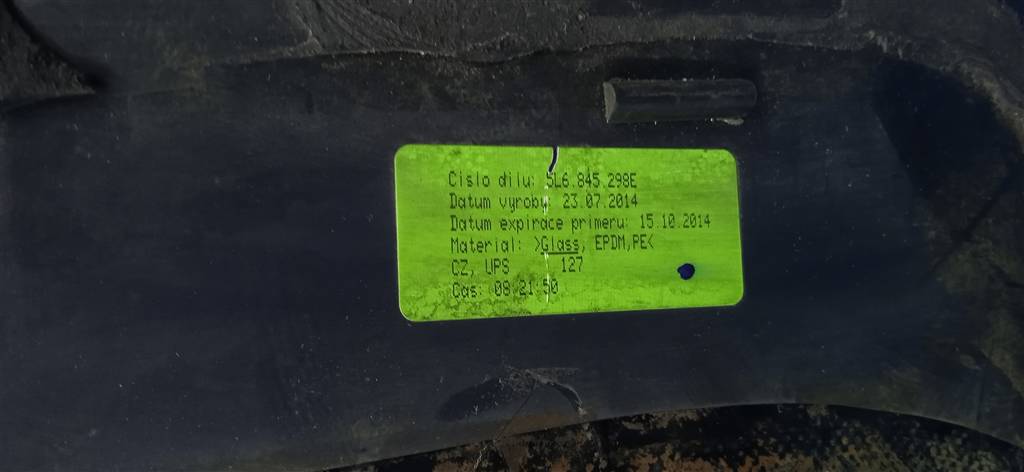 Cislo dilu: 5L6.845.298E
Datum vyroby: 23.07.2014
Datum expirace primeru: 15.10.2014
Material: >Glass, EPDM,PE<
CZ, UPS 127
Cas: 08:21:50